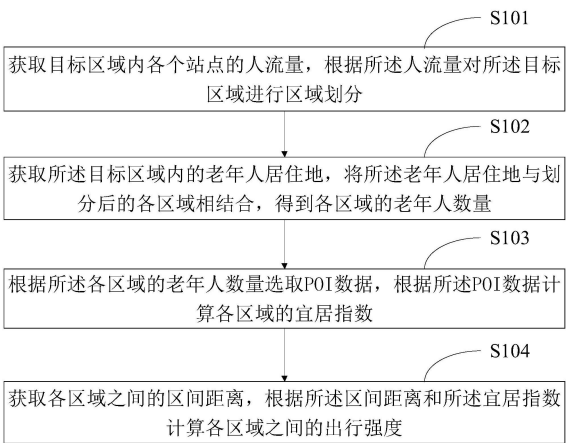 S101
获取目标区域内各个站点的人流量，根据所述人流量对所述目标
区域进行区域划分
S102
获取所述目标区域内的老年人居住地，将所述老年人居住地与划
分后的各区域相结合，得到各区域的老年人数量
S103
根据所述各区域的老年人数量选取POI数据，根据所述POI数据计
算各区域的宜居指数
S104
获取各区域之间的区间距离，根据所述区间距离和所述宜居指数
计算各区域之间的出行强度